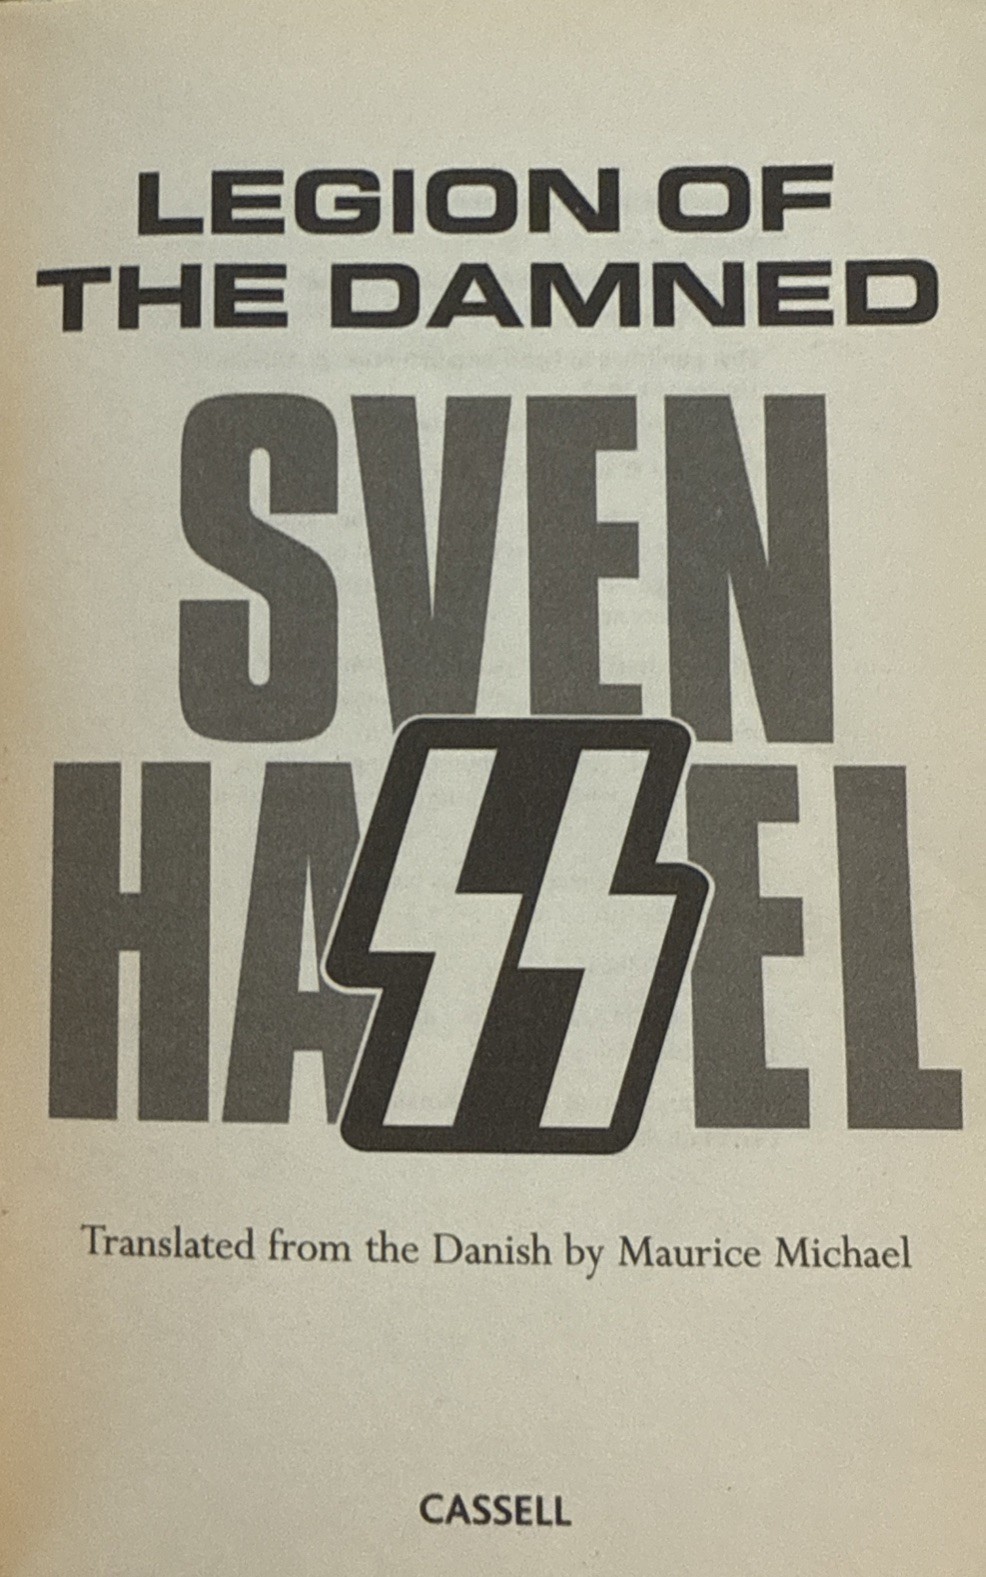 LEGION OF
THE DAMNED
SVEN
HASSEL
Translated from the Danish by Maurice Michael
CASSELL